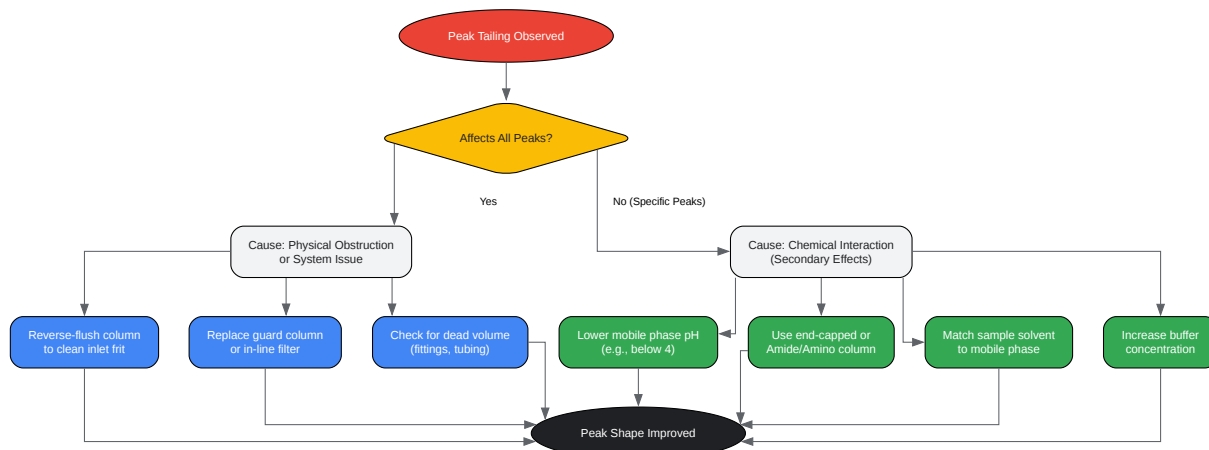 Peak Tailing Observed
Affects All Peaks?
Yes
No (Specific Peaks)
Cause: Physical Obstruction
or System Issue
Cause: Chemical Interaction
(Secondary Effects)
Reverse-flush column
to clean inlet frit
Replace guard column
or in-line filter
Check for dead volume
(fittings, tubing)
Lower mobile phase pH
(e.g., below 4)
Use end-capped or
Amide/Amino column
Match sample solvent
to mobile phase
Increase buffer
concentration
Peak Shape Improved